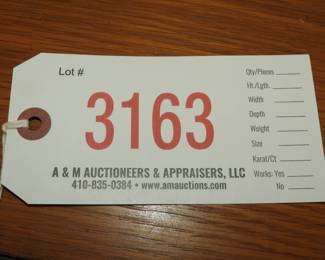 Lot #
3163
A & M AUCTIONEERS & APPRAISERS, LLC
410-835-0384 • www.amauctions.com
Qty/Pieces
Ht./Lgth.
Width
Depth
Weight
Size
Karat/Ct
Works: Yes
No